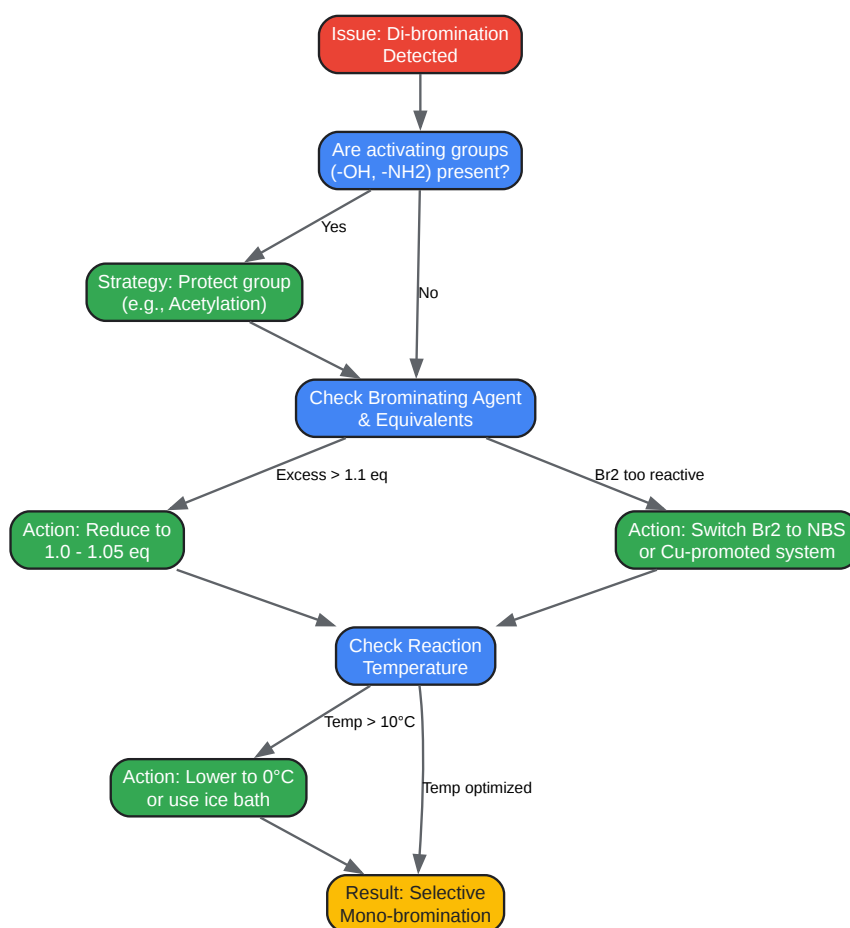 Issue: Di-bromination
Detected
Are activating groups
(-OH, -NH2) present?
Yes
Strategy: Protect group
(e.g., Acetylation)
No
Check Brominating Agent
& Equivalents
Excess > 1.1 eq
Br2 too reactive
Action: Reduce to
1.0 - 1.05 eq
Action: Switch Br2 to NBS
or Cu-promoted system
Check Reaction
Temperature
Temp > 10°C
Action: Lower to 0°C
or use ice bath
Temp optimized
Result: Selective
Mono-bromination